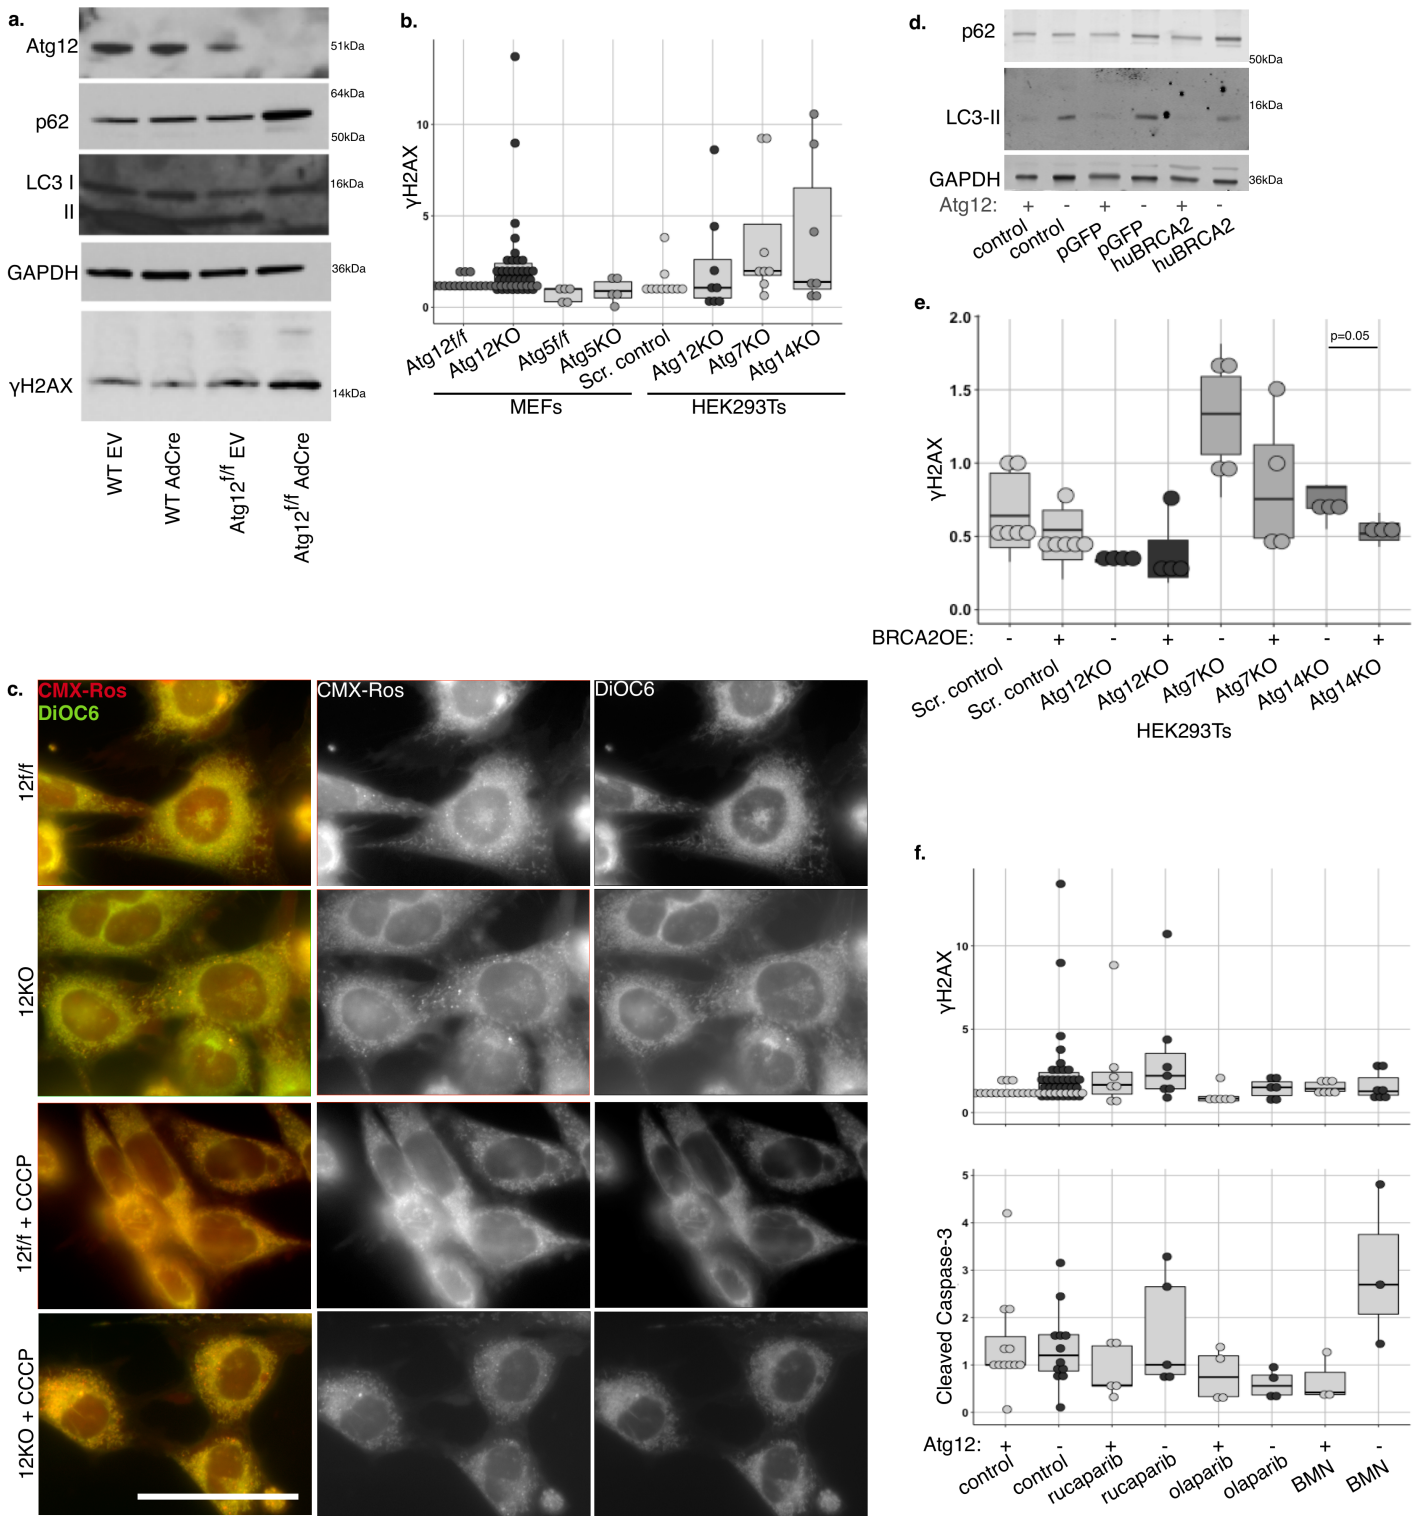 a.
Atg12
51kDa
64kDa
p62
50kDa
LC3 I
16kDa
II
GAPDH
36kDa
γH2AX
14kDa
WT EV
WT AdCre
Atg12f/f EV
Atg12f/f AdCre
b.
γH2AX
10
5
0
Atg12f/f
Atg12KO
Atg5f/f
Atg5KO
Scr. control
Atg12KO
Atg7KO
Atg14KO
MEFs
HEK293Ts
c.
CMX-Ros
DiOC6
CMX-Ros
DiOC6
12f/f
12KO
12f/f + CCCP
12KO + CCCP
d.
p62
50kDa
16kDa
LC3-II
GAPDH
36kDa
Atg12: + - + - + -
control
control
pGFP
pGFP
huBRCA2
huBRCA2
e.
γH2AX
2.0
1.5
1.0
0.5
0.0
p=0.05
BRCA2OE: - + - + - + - +
Scr. control
Scr. control
Atg12KO
Atg12KO
Atg7KO
Atg7KO
Atg14KO
Atg14KO
HEK293Ts
f.
γH2AX
10
5
0
Cleaved Caspase-3
5
4
3
2
1
0
Atg12: + - + - + - + -
control
control
rucaparib
rucaparib
olaparib
olaparib
BMN
BMN